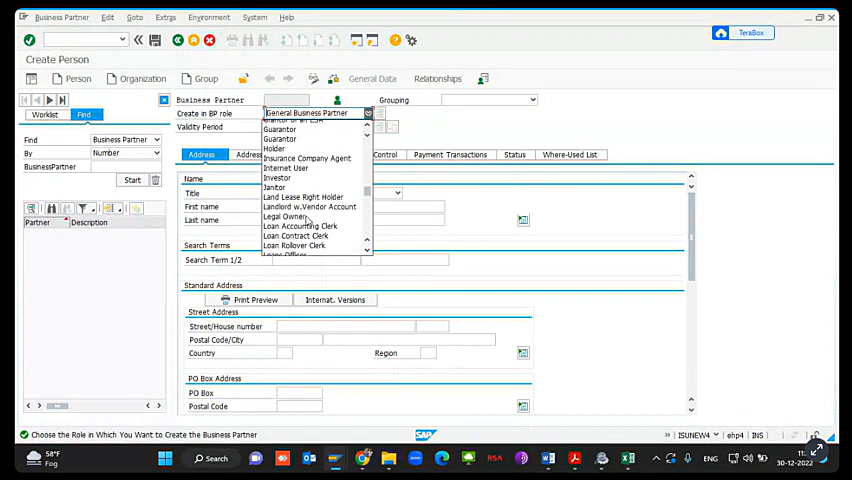 Business Partner Edit Goto Extras Environment System Help
TeraBox
Create Person
Person Organization Group General Data Relationships
Business Partner Grouping
Worklist Find Create in BP role General Business Partner
Validity Period
Find Business Partner
By Number
BusinessPartner
Start
Partner Description
Guarantor
Guarantor
Holder
Insurance Company Agent
Internet User
Investor
Janitor
Land Lease Right Holder
Landlord w.Vendor Account
Legal Owner
Loan Accounting Clerk
Loan Contract Clerk
Loan Rollover Clerk
Address Address Control Payment Transactions Status Where-Used List
Name
Title
First name
Last name
Search Terms
Search Term 1/2
Standard Address
Print Preview Internat. Versions
Street Address
Street/House number
Postal Code/City
Country Region
PO Box Address
PO Box
Postal Code
Choose the Role in Which You Want to Create the Business Partner SAP » ISUNEW4 ehp4 INS
58°F
Fog
Search
RSA
ENG
30-12-2022